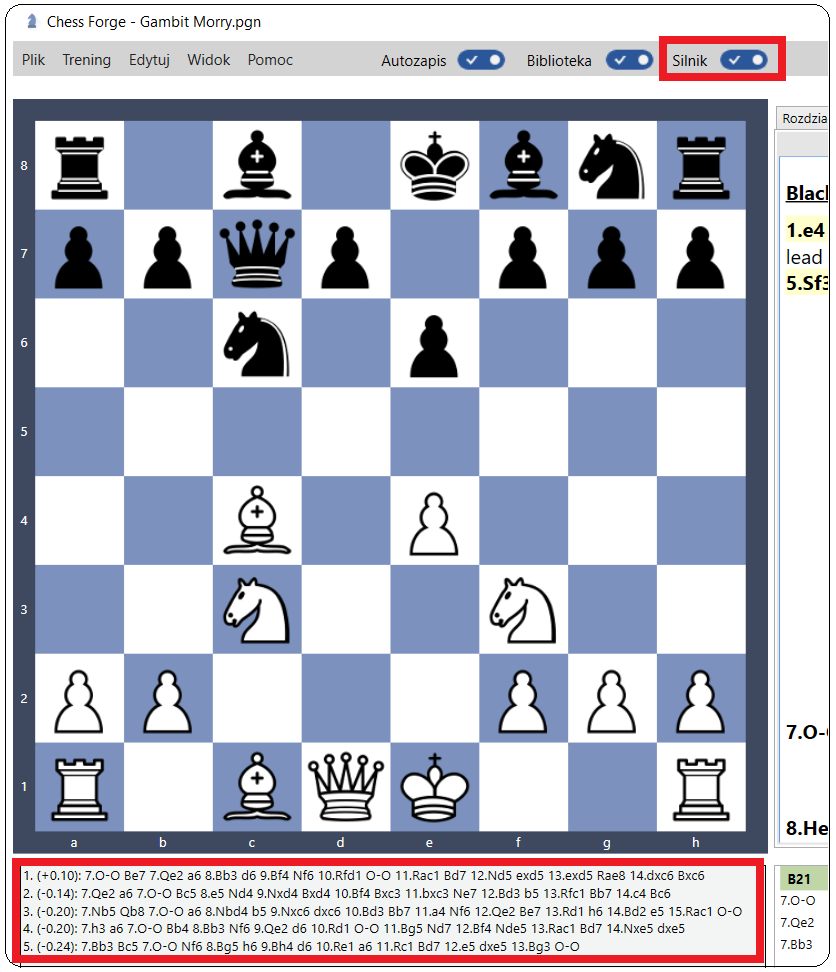 Chess Forge - Gambit Morry.pgn
Plik Trening Edytuj Widok Pomoc Autozapis Biblioteka Silnik
Rozdzia
8
7
6
5
4
3
2
1
a b c d e f g h
Blac
1.e4
lead
5.Sf3
7.O-
8.He
1. (+0.10): 7.O-O Be7 7.Qe2 a6 8.Bb3 d6 9.Bf4 Nf6 10.Rfd1 O-O 11.Rac1 Bd7 12.Nd5 exd5 13.exd5 Rae8 14.dxc6 Bxc6
2. (-0.14): 7.Qe2 a6 7.O-O Bc5 8.e5 Nd4 9.Nxd4 Bxd4 10.Bf4 Bxc3 11.bxc3 Ne7 12.Bd3 b5 13.Rfc1 Bb7 14.c4 Bc6
3. (-0.20): 7.Nb5 Qb8 7.O-O a6 8.Nbd4 b5 9.Nxc6 dxc6 10.Bd3 Bb7 11.a4 Nf6 12.Qe2 Be7 13.Rd1 h6 14.Bd2 e5 15.Rac1 O-O
4. (-0.20): 7.h3 a6 7.O-O Bb4 8.Bb3 Nf6 9.Qe2 d6 10.Rd1 O-O 11.Bg5 Nd7 12.Bf4 Nde5 13.Rac1 Bd7 14.Nxe5 dxe5
5. (-0.24): 7.Bb3 Bc5 7.O-O Nf6 8.Bg5 h6 9.Bh4 d6 10.Re1 a6 11.Rc1 Bd7 12.e5 dxe5 13.Bg3 O-O
B21
7.O-O
7.Qe2
7.Bb3